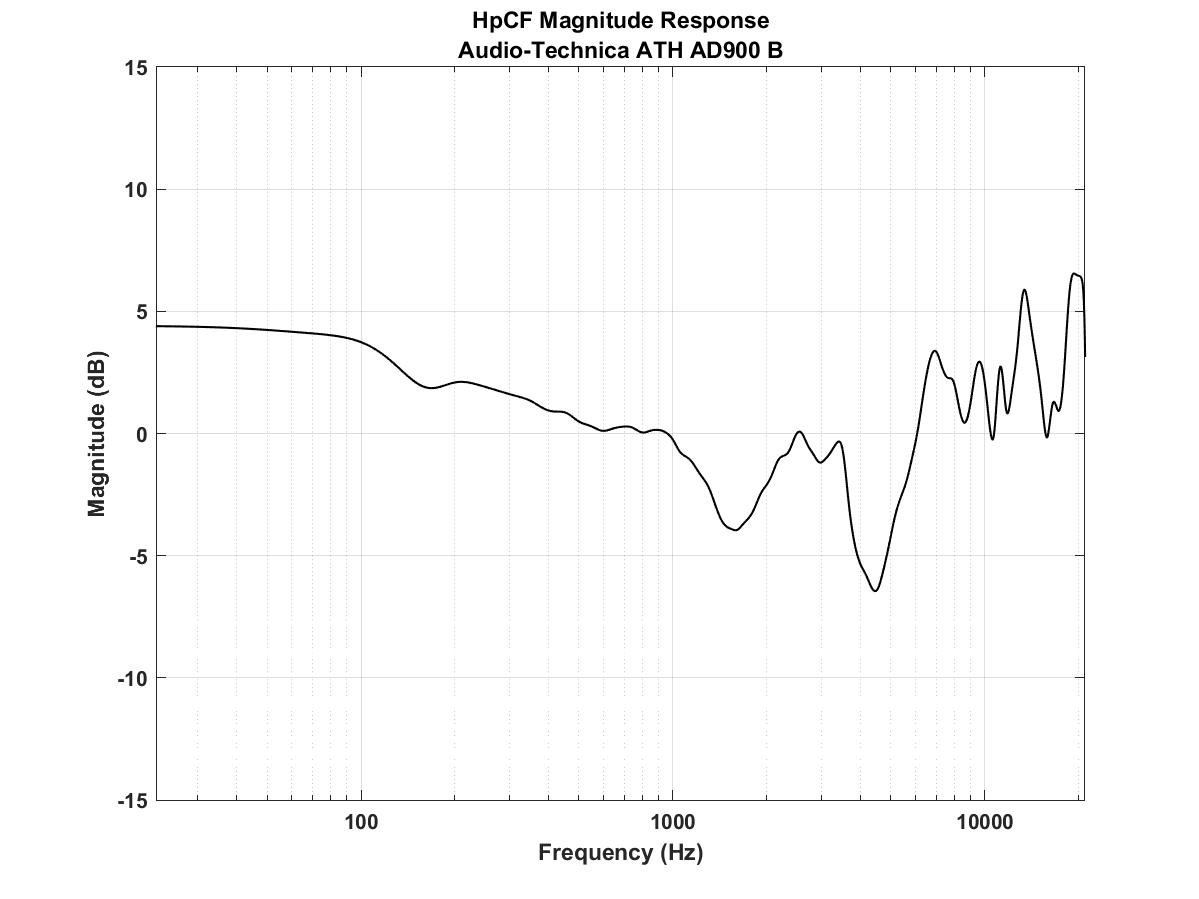 HpCF Magnitude Response
Audio-Technica ATH AD900 B
15
10
5
0
-5
-10
-15
Magnitude (dB)
100 1000 10000
Frequency (Hz)